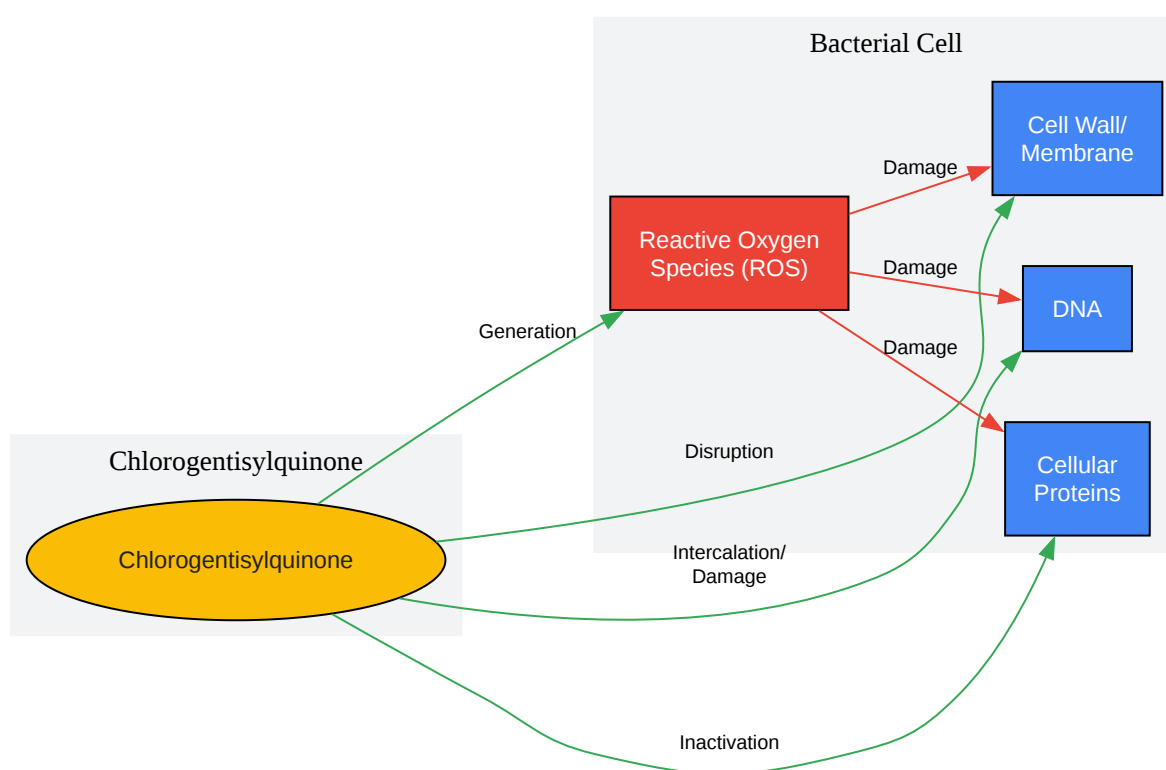 Bacterial Cell
Cell Wall/
Membrane
Damage
Reactive Oxygen
Species (ROS)
Damage
DNA
Generation
Damage
Chlorogentisylquinone
Disruption
Cellular
Proteins
Chlorogentisylquinone
Intercalation/
Damage
Inactivation